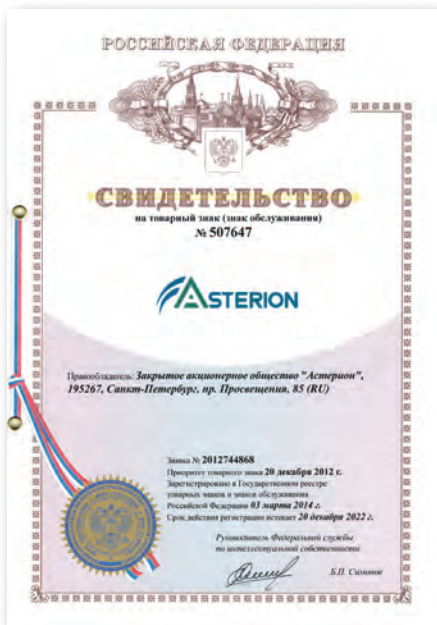 РОССИЙСКАЯ ФЕДЕРАЦИЯ
СВИДЕТЕЛЬСТВО
на товарный знак (знак обслуживания)
№ 507647
ASTERION
Правообладатель: Закрытое акционерное общество "Астерион",
195267, Санкт-Петербург, пр. Просвещения, 85 (RU)
Заявка № 2012744868
Приоритет товарного знака 20 декабря 2012 г.
Зарегистрировано в Государственном реестре
товарных знаков и знаков обслуживания
Российской Федерации 03 марта 2014 г.
Срок действия регистрации истекает 20 декабря 2022 г.
Руководитель Федеральной службы
по интеллектуальной собственности
Б.П. Симонов